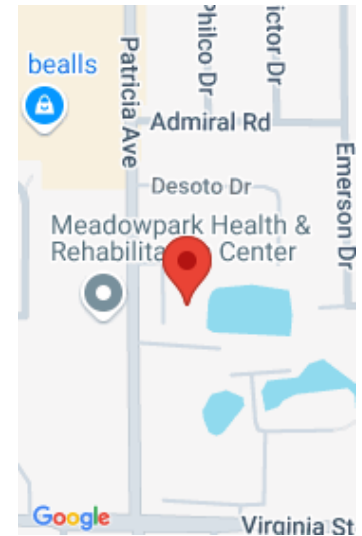 Philco Dr
ictor Dr
bealls
Patricia Ave
Admiral Rd
Emerson Dr
Desoto Dr
Meadowpark Health &
Rehabilita Center
Google
Virginia St